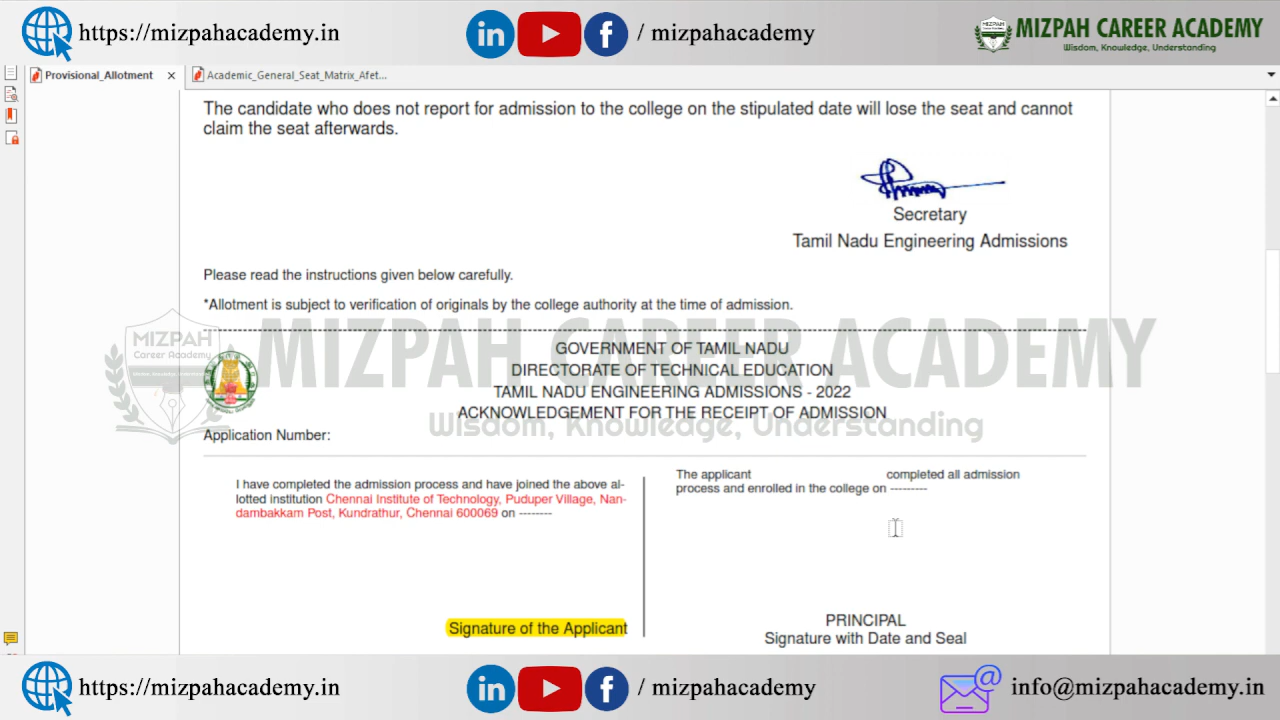 https://mizpahacademy.in
in
f
/ mizpahacademy
MIZPAH CAREER ACADEMY
Wisdom, Knowledge, Understanding
Provisional_Allotment
Academic_General_Seat_Matrix_Afet...
The candidate who does not report for admission to the college on the stipulated date will lose the seat and cannot
claim the seat afterwards.
Secretary
Tamil Nadu Engineering Admissions
Please read the instructions given below carefully.
*Allotment is subject to verification of originals by the college authority at the time of admission.
MIZPAH
Career Academy
MIZPAH CAREER ACADEMY
Wisdom, Knowledge, Understanding
GOVERNMENT OF TAMIL NADU
DIRECTORATE OF TECHNICAL EDUCATION
TAMIL NADU ENGINEERING ADMISSIONS - 2022
ACKNOWLEDGEMENT FOR THE RECEIPT OF ADMISSION
Application Number:
I have completed the admission process and have joined the above al-
lotted institution Chennai Institute of Technology, Puduper Village, Nan-
dambakkam Post, Kundrathur, Chennai 600069 on --------
The applicant completed all admission
process and enrolled in the college on ---------
Signature of the Applicant
PRINCIPAL
Signature with Date and Seal
https://mizpahacademy.in
in
f
/ mizpahacademy
@
info@mizpahacademy.in